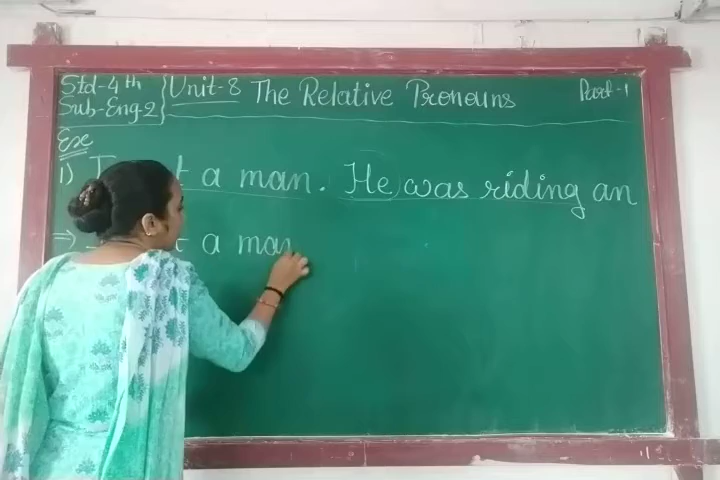 Std-4th
Sub-Eng-2
Unit-8 The Relative Pronouns
Part-1
Exe
1) I a man. He was riding an
⇒ I a man